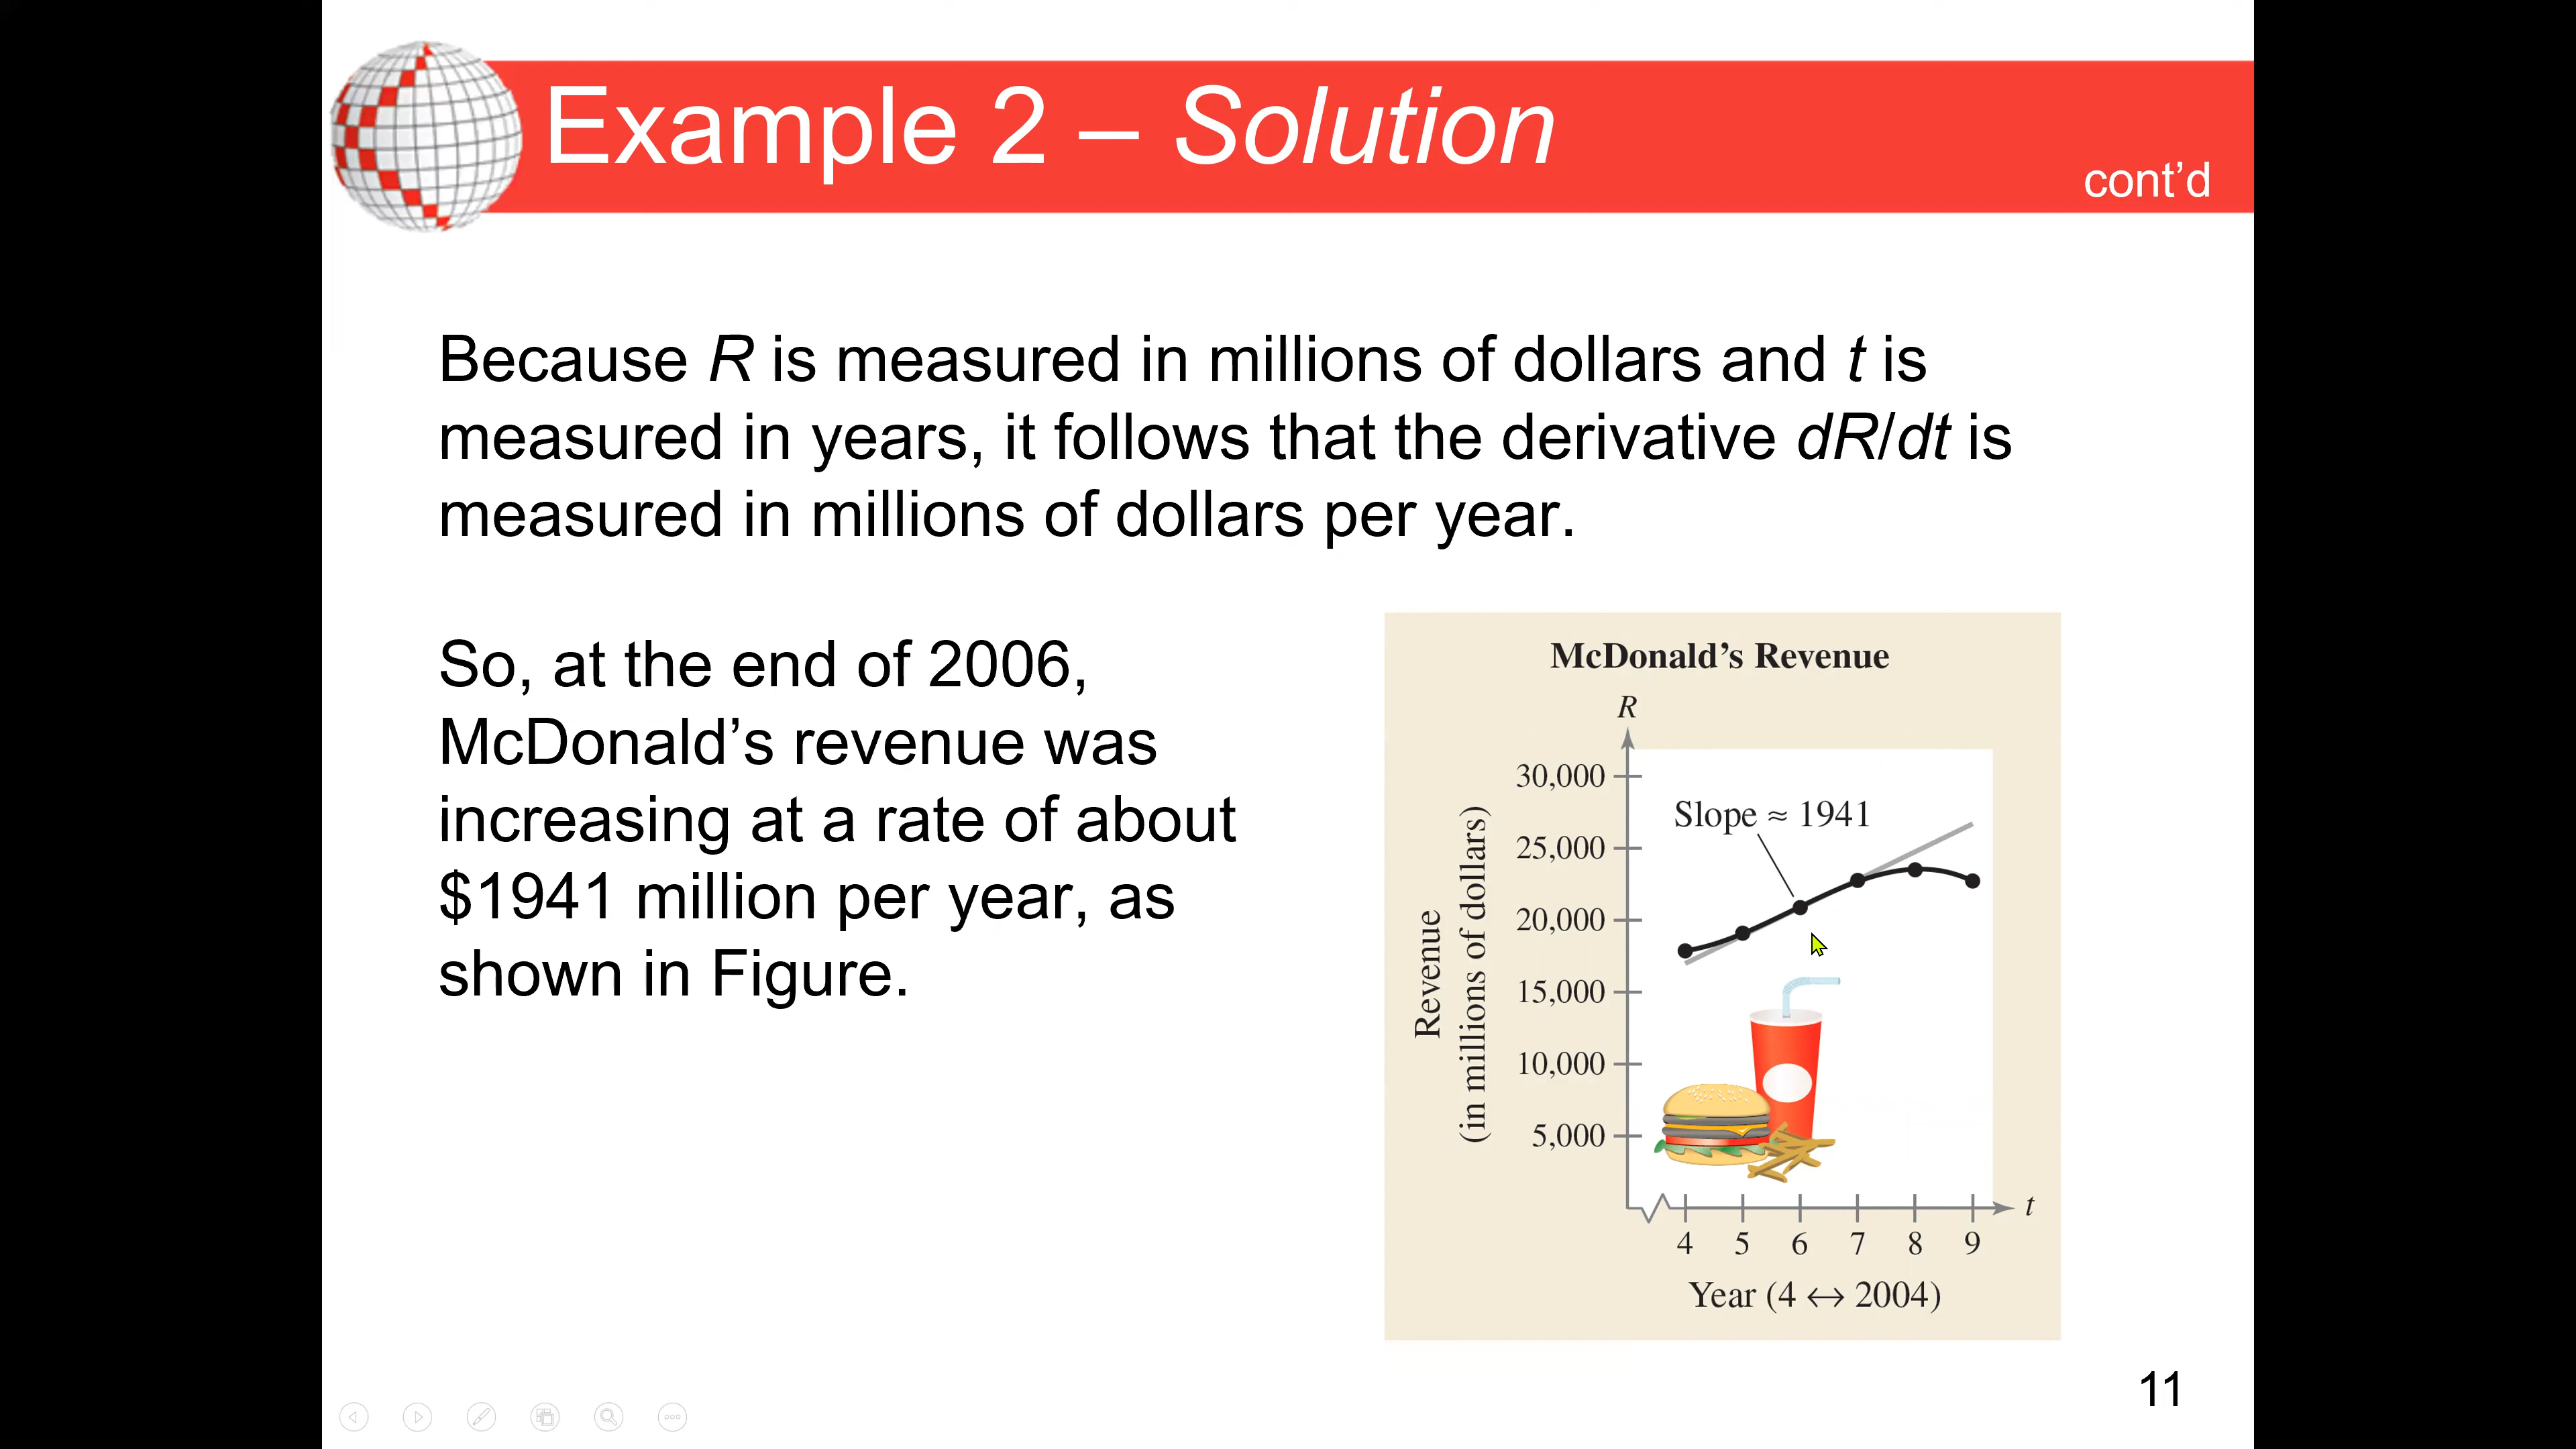 Example 2 – Solution
cont’d
Because R is measured in millions of dollars and t is
measured in years, it follows that the derivative dR/dt is
measured in millions of dollars per year.
So, at the end of 2006,
McDonald’s revenue was
increasing at a rate of about
$1941 million per year, as
shown in Figure.
McDonald’s Revenue
R
30,000
Slope ≈ 1941
25,000
20,000
15,000
10,000
5,000
Revenue
(in millions of dollars)
t
4 5 6 7 8 9
Year (4 ↔ 2004)
11